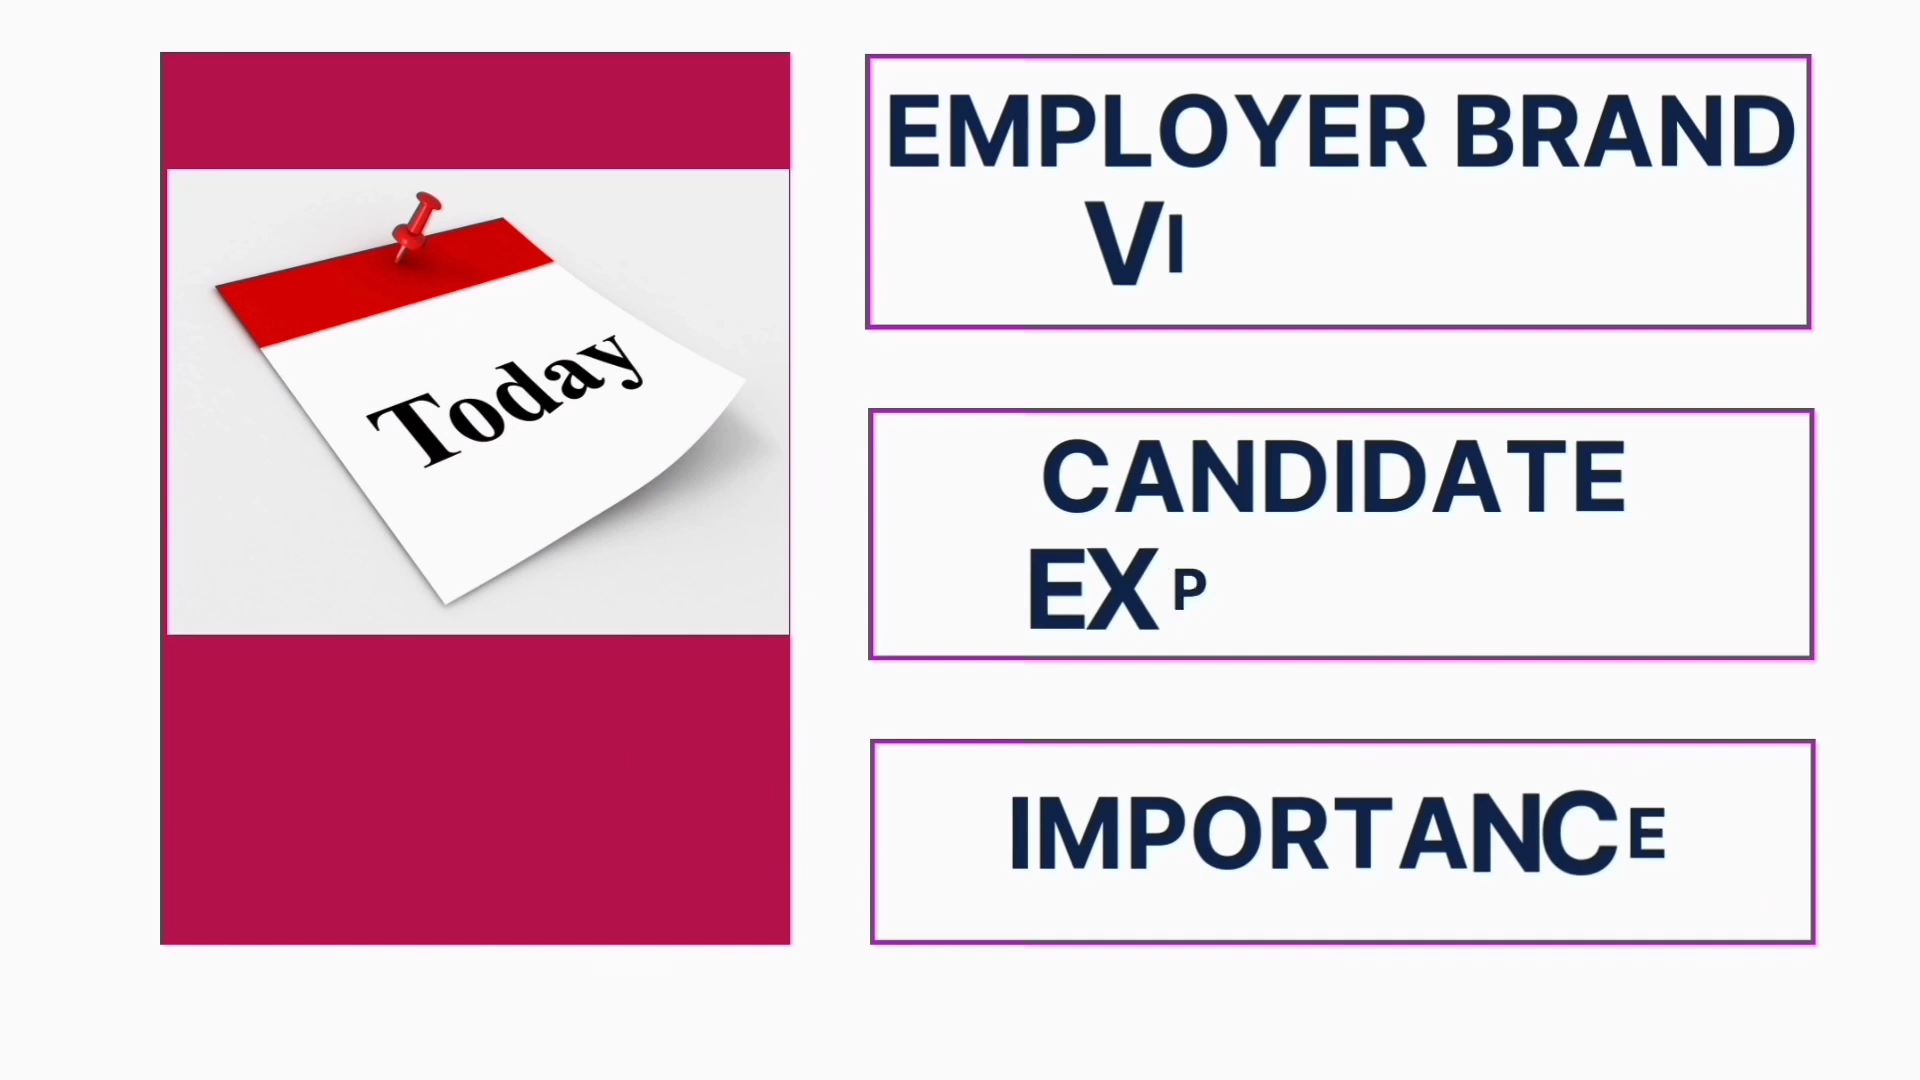 Today
EMPLOYER BRAND
VI
CANDIDATE
EXP
IMPORTANCE